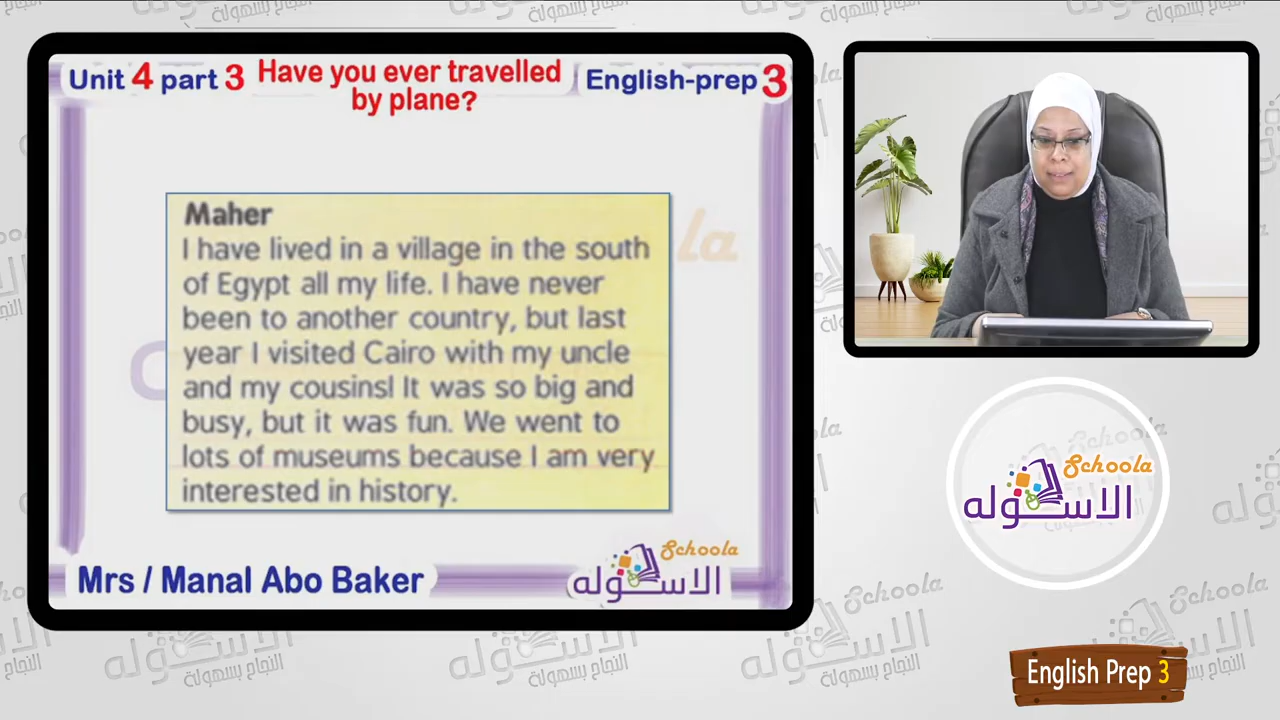 Unit 4 part 3
Have you ever travelled
by plane?
English-prep 3
Maher
I have lived in a village in the south
of Egypt all my life. I have never
been to another country, but last
year I visited Cairo with my uncle
and my cousins! It was so big and
busy, but it was fun. We went to
lots of museums because I am very
interested in history.
Mrs / Manal Abo Baker
Schoola
الاسكوله
Schoola
الاسكوله
English Prep 3